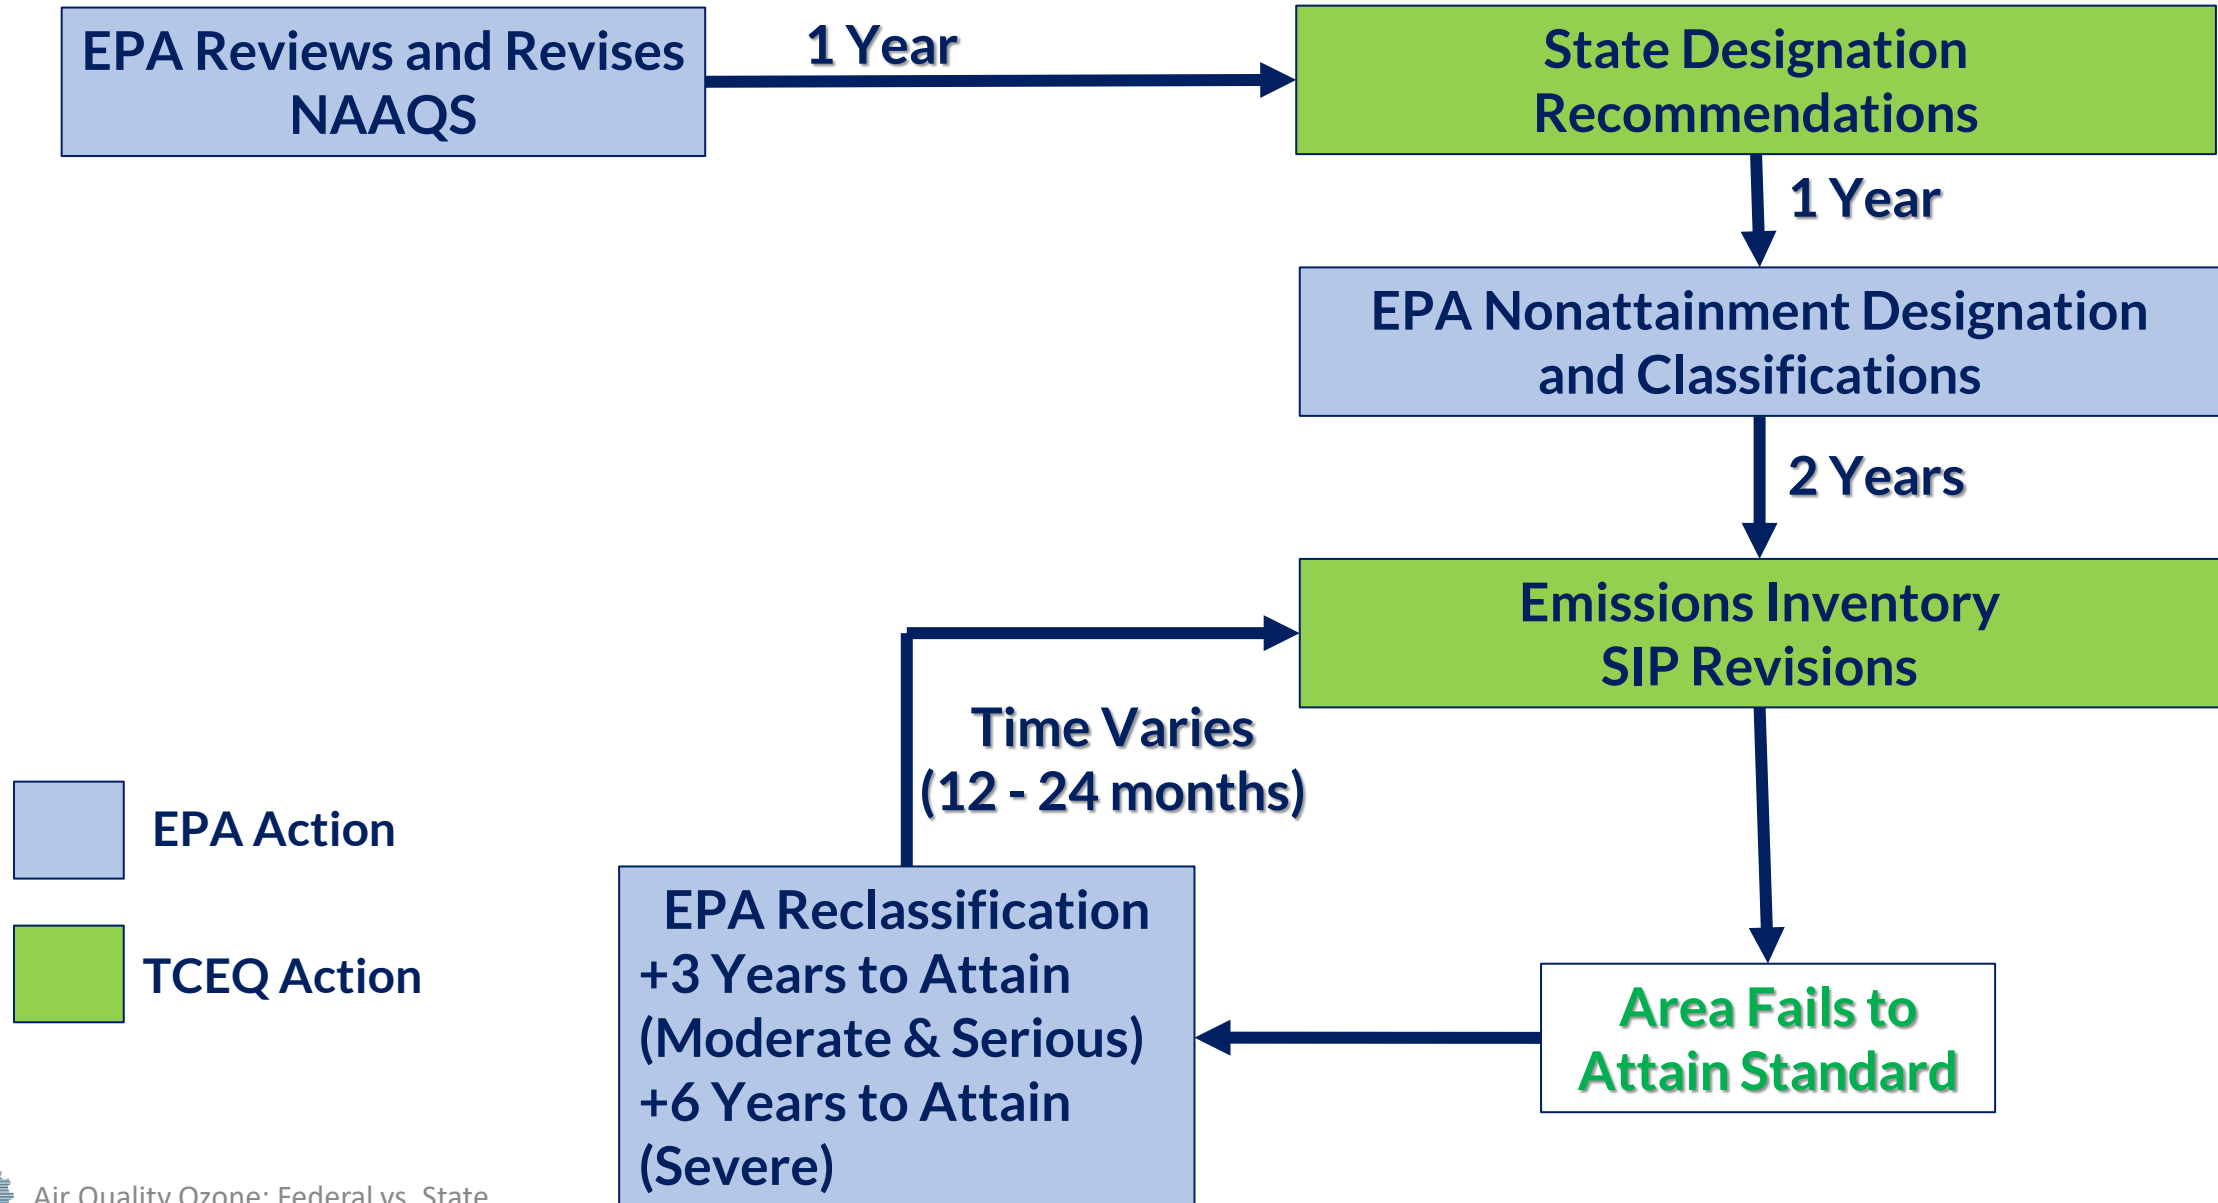 EPA Reviews and Revises
NAAQS
1 Year
State Designation
Recommendations
1 Year
EPA Nonattainment Designation
and Classifications
2 Years
Emissions Inventory
SIP Revisions
Time Varies
(12 - 24 months)
EPA Action
TCEQ Action
EPA Reclassification
+3 Years to Attain
(Moderate & Serious)
+6 Years to Attain
(Severe)
Area Fails to
Attain Standard
Air Quality Ozone: Federal vs. State